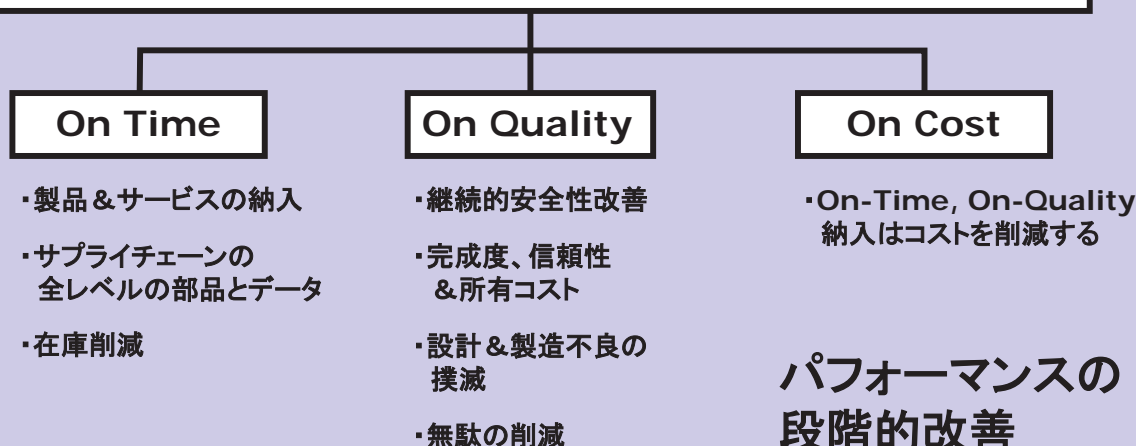 On Time
On Quality
On Cost
・製品&サービスの納入
・サプライチェーンの
全レベルの部品とデータ
・在庫削減
・継続的安全性改善
・完成度、信頼性
&所有コスト
・設計&製造不良の
撲滅
・無駄の削減
・On-Time, On-Quality
納入はコストを削減する
パフォーマンスの
段階的改善